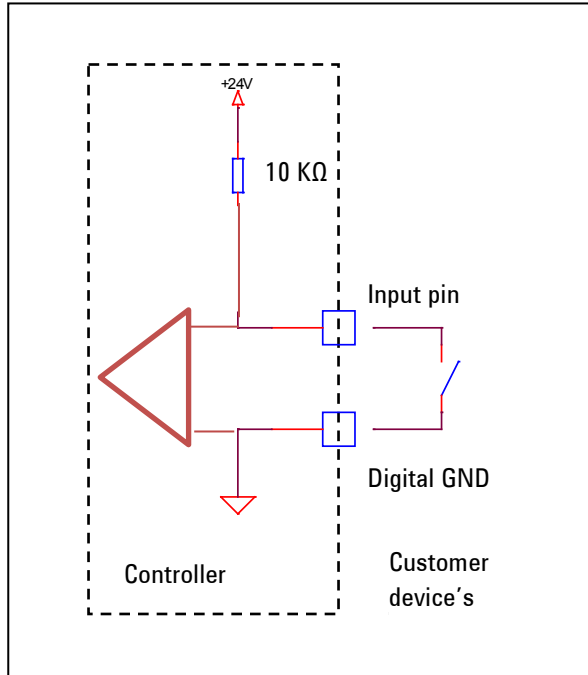 +24V
10 KΩ
Input pin
Digital GND
Controller
Customer
device's